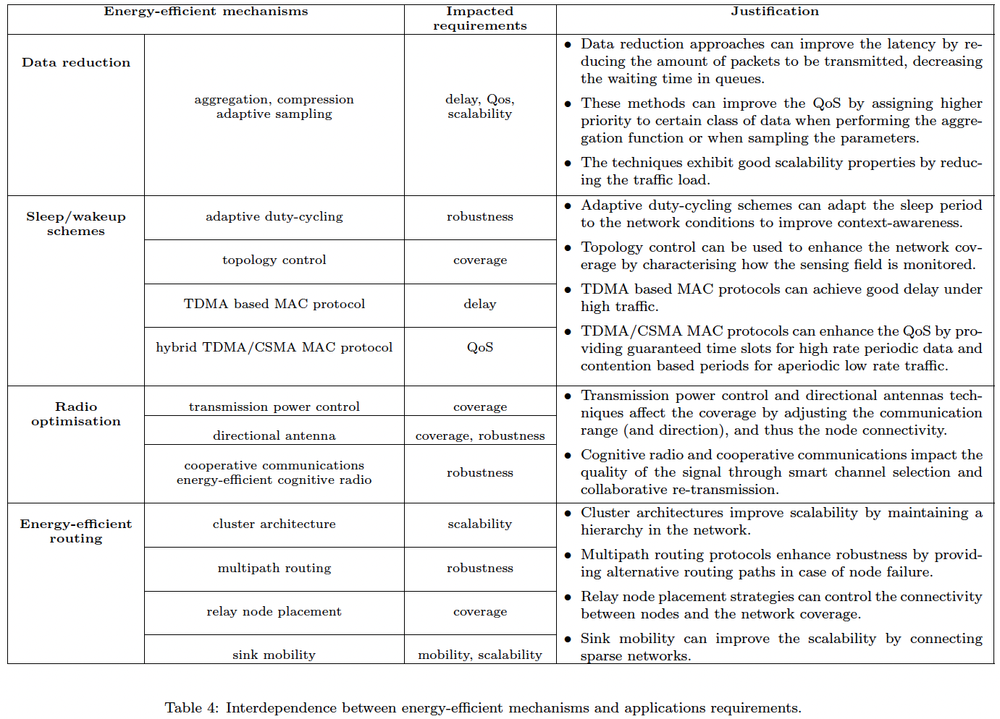 Energy-efficient mechanisms
Impacted
requirements
Justification
Data reduction
aggregation, compression
adaptive sampling
delay, Qos,
scalability
• Data reduction approaches can improve the latency by re-
ducing the amount of packets to be transmitted, decreasing
the waiting time in queues.
• These methods can improve the QoS by assigning higher
priority to certain class of data when performing the aggre-
gation function or when sampling the parameters.
• The techniques exhibit good scalability properties by reduc-
ing the traffic load.
Sleep/wakeup
schemes
adaptive duty-cycling
robustness
topology control
coverage
TDMA based MAC protocol
delay
hybrid TDMA/CSMA MAC protocol
QoS
• Adaptive duty-cycling schemes can adapt the sleep period
to the network conditions to improve context-awareness.
• Topology control can be used to enhance the network cov-
erage by characterising how the sensing field is monitored.
• TDMA based MAC protocols can achieve good delay under
high traffic.
• TDMA/CSMA MAC protocols can enhance the QoS by pro-
viding guaranteed time slots for high rate periodic data and
contention based periods for aperiodic low rate traffic.
Radio
optimisation
transmission power control
coverage
directional antenna
coverage, robustness
cooperative communications
energy-efficient cognitive radio
robustness
• Transmission power control and directional antennas tech-
niques affect the coverage by adjusting the communication
range (and direction), and thus the node connectivity.
• Cognitive radio and cooperative communications impact the
quality of the signal through smart channel selection and
collaborative re-transmission.
Energy-efficient
routing
cluster architecture
scalability
multipath routing
robustness
relay node placement
coverage
sink mobility
mobility, scalability
• Cluster architectures improve scalability by maintaining a
hierarchy in the network.
• Multipath routing protocols enhance robustness by provid-
ing alternative routing paths in case of node failure.
• Relay node placement strategies can control the connectivity
between nodes and the network coverage.
• Sink mobility can improve the scalability by connecting
sparse networks.
Table 4: Interdependence between energy-efficient mechanisms and applications requirements.